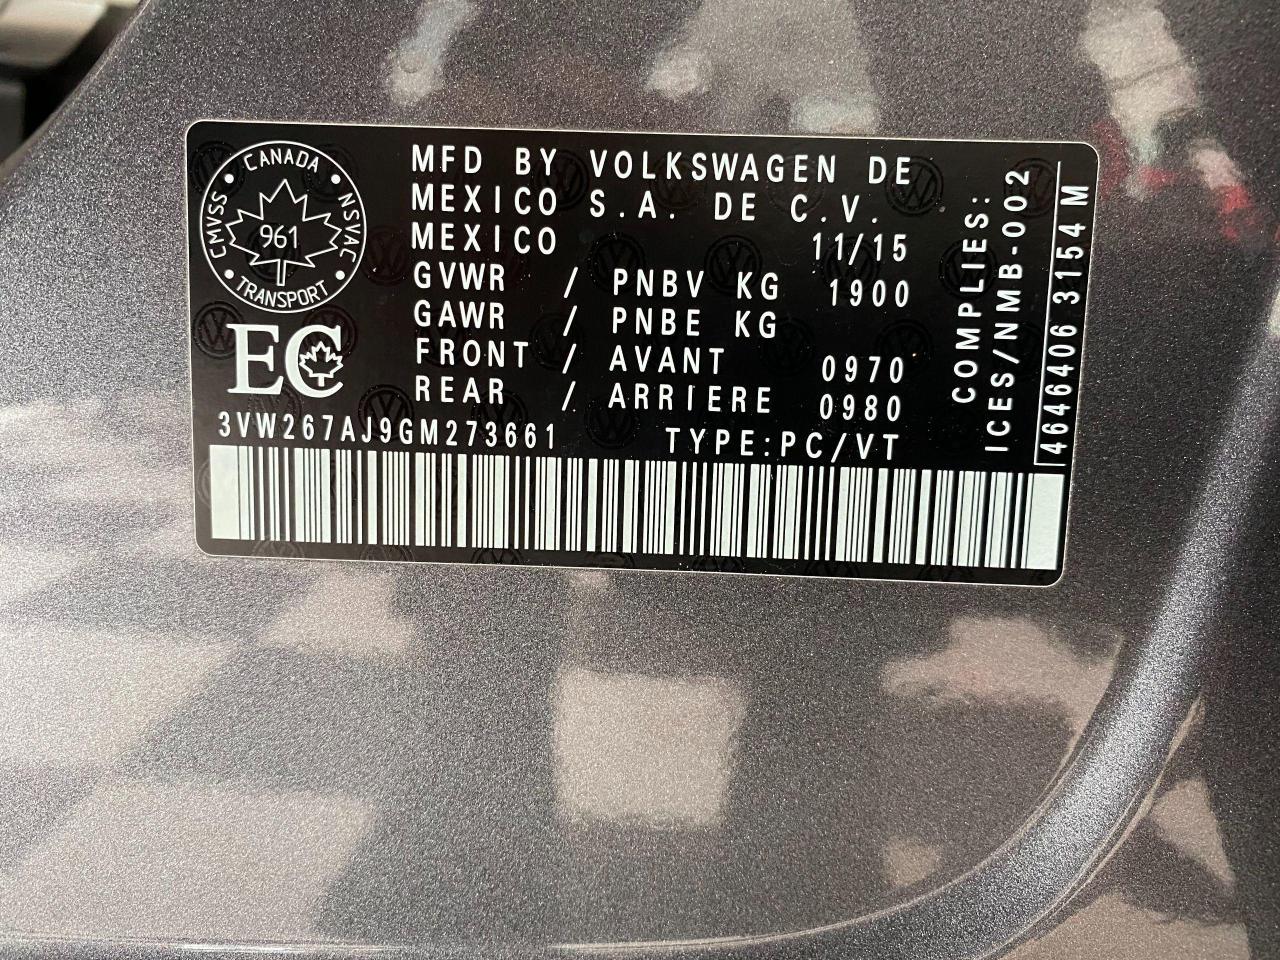 CANADA
CMVSS
NSVAC
961
TRANSPORT
EC
MFD BY VOLKSWAGEN DE
MEXICO S.A. DE C.V.
MEXICO 11/15
GVWR / PNBV KG 1900
GAWR / PNBE KG
FRONT / AVANT 0970
REAR / ARRIERE 0980
3VW267AJ9GM273661 TYPE:PC/VT
COMPLIES:
ICES/NMB-002
4646406 3154 M